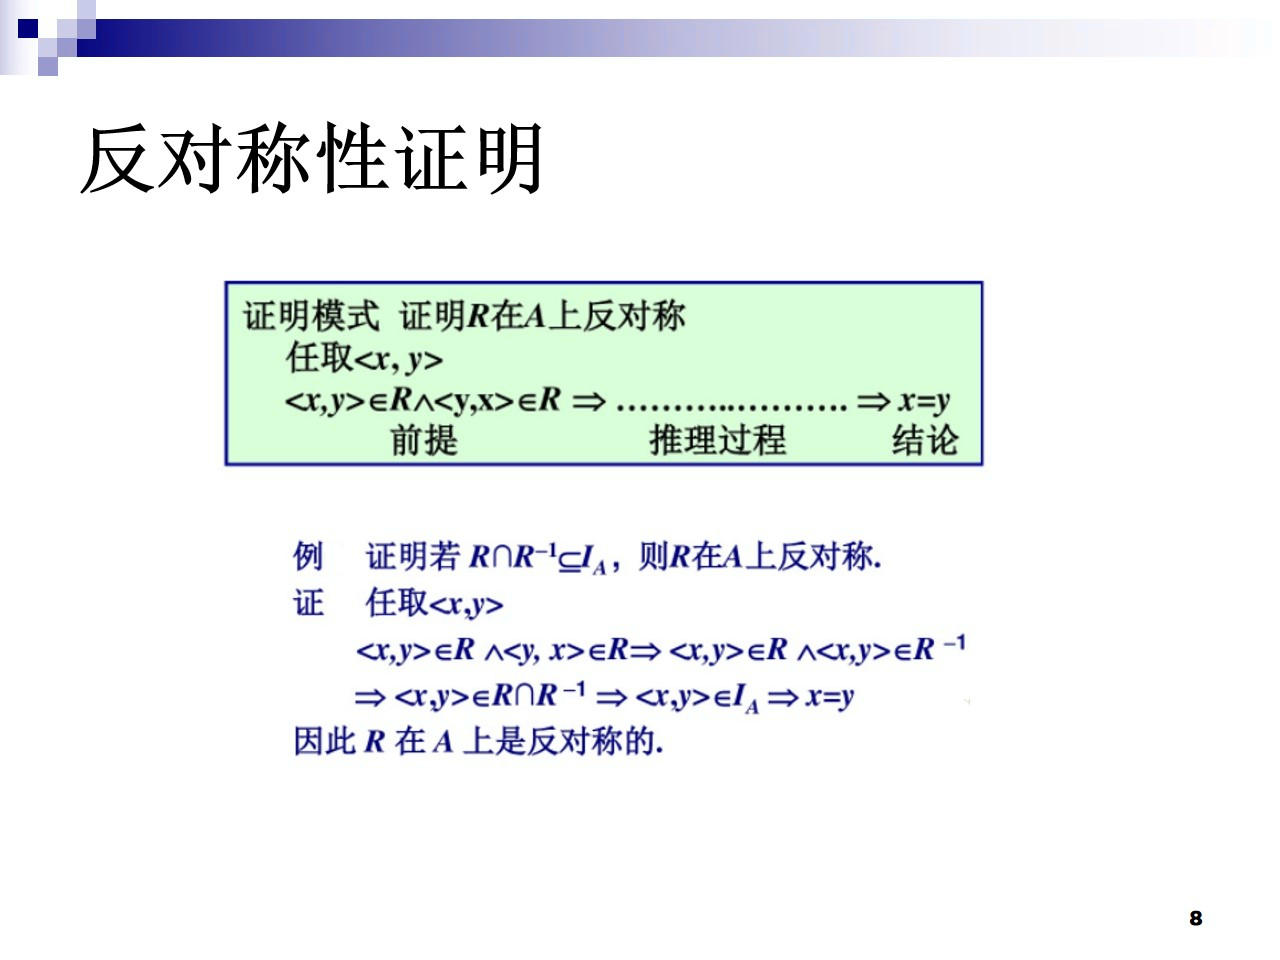 反对称性证明
证明模式 证明R在A上反对称
任取<x, y>
<x,y>∈R∧<y,x>∈R ⇒ ………..………. ⇒ x=y
前提 推理过程 结论
例 证明若 R∩R⁻¹⊆I_A, 则R在A上反对称.
证 任取<x,y>
<x,y>∈R ∧<y, x>∈R⇒ <x,y>∈R ∧<x,y>∈R ⁻¹
⇒ <x,y>∈R∩R ⁻¹ ⇒ <x,y>∈I_A ⇒ x=y
因此 R 在 A 上是反对称的.
8